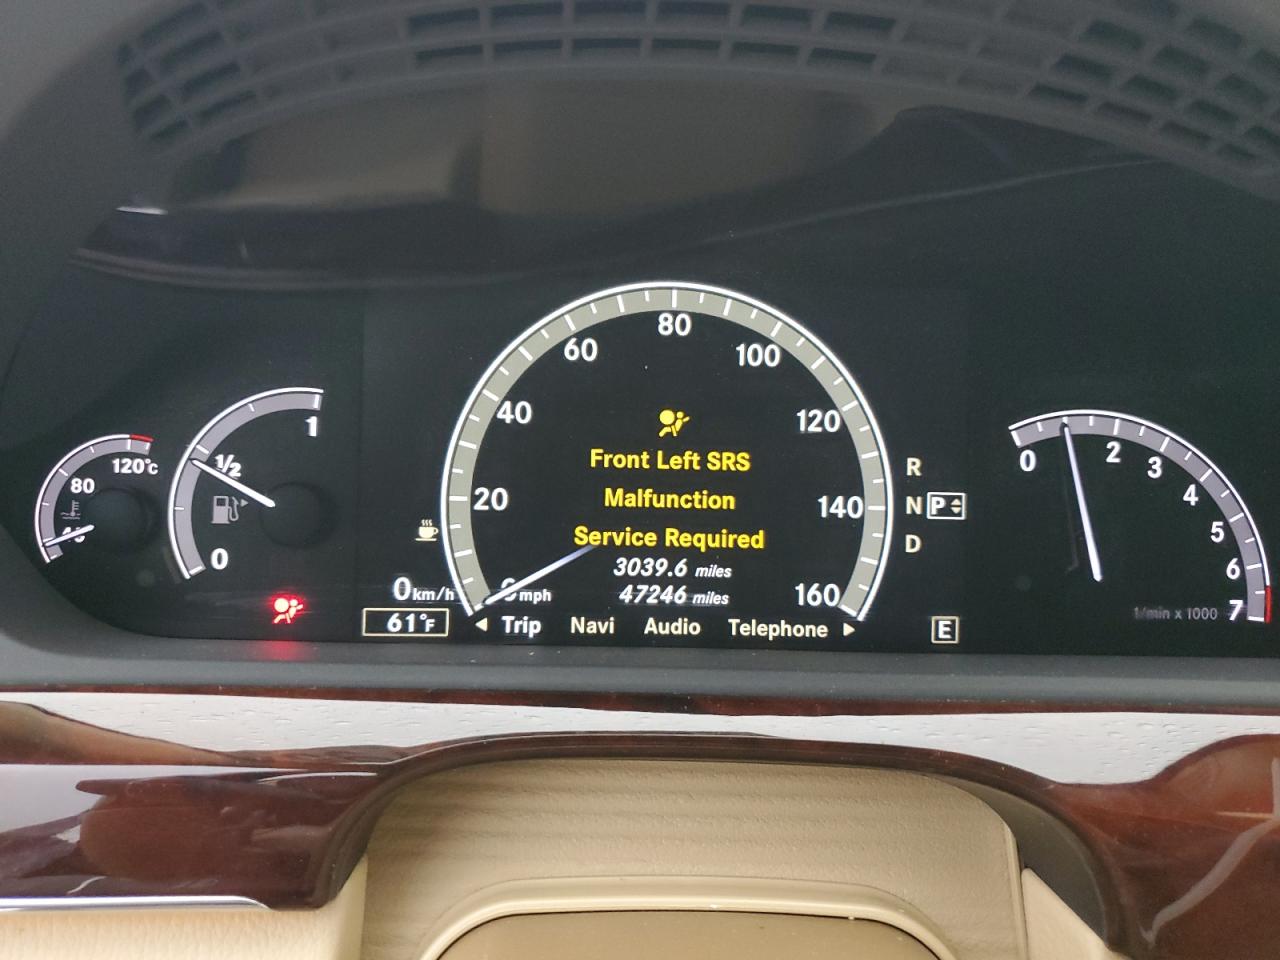 120°C
80
40
1
1/2
0
80
60
100
40
120
20
140
160
Front Left SRS
Malfunction
Service Required
3039.6 miles
47246 miles
0 km/h
0 mph
61°F
Trip Navi Audio Telephone
R
N P
D
E
0
2
3
4
5
6
7
1/min x 1000